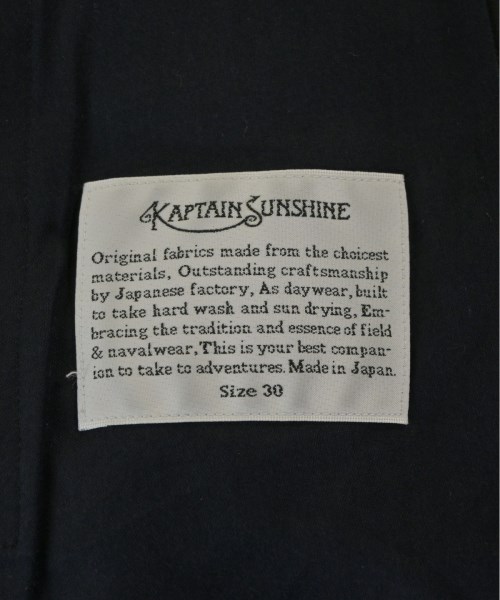 KAPTAIN SUNSHINE
Original fabrics made from the choicest
materials, Outstanding craftsmanship
by Japanese factory, As daywear, built
to take hard wash and sun drying, Em-
bracing the tradition and essence of field
& navalwear, This is your best compan-
ion to take to adventures. Made in Japan.
Size 30